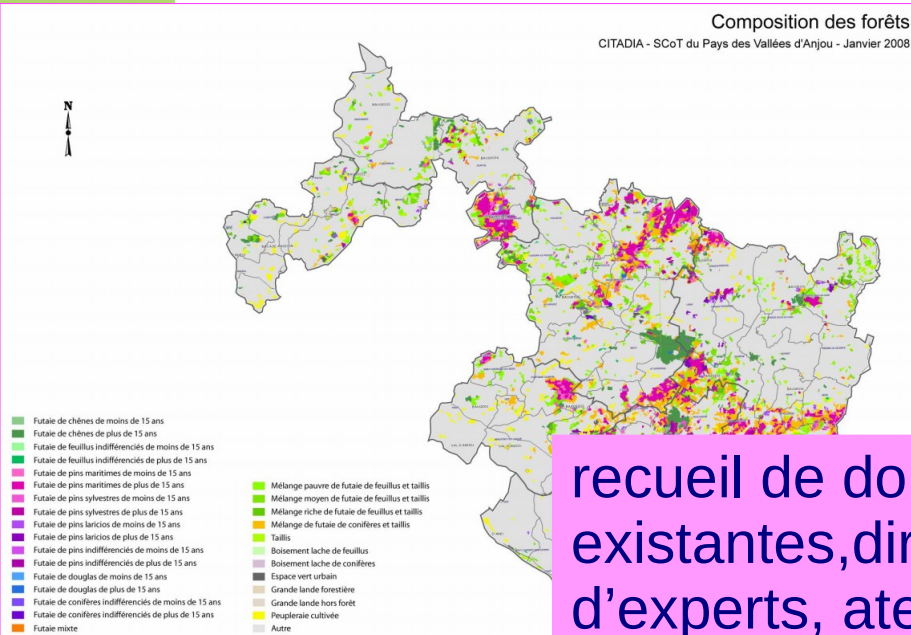 Composition des forêts
CITADIA - SCoT du Pays des Vallées d'Anjou - Janvier 2008
N
Futaie de chênes de moins de 15 ans
Futaie de chênes de plus de 15 ans
Futaie de feuillus indifférenciés de moins de 15 ans
Futaie de feuillus indifférenciés de plus de 15 ans
Futaie de pins maritimes de moins de 15 ans
Futaie de pins maritimes de plus de 15 ans
Futaie de pins sylvestres de moins de 15 ans
Futaie de pins sylvestres de plus de 15 ans
Futaie de pins laricios de moins de 15 ans
Futaie de pins laricios de plus de 15 ans
Futaie de pins indifférenciés de moins de 15 ans
Futaie de pins indifférenciés de plus de 15 ans
Futaie de douglas de moins de 15 ans
Futaie de douglas de plus de 15 ans
Futaie de conifères indifférenciés de moins de 15 ans
Futaie de conifères indifférenciés de plus de 15 ans
Futaie mixte
Mélange pauvre de futaie de feuillus et taillis
Mélange moyen de futaie de feuillus et taillis
Mélange riche de futaie de feuillus et taillis
Mélange de futaie de conifères et taillis
Taillis
Boisement lache de feuillus
Boisement lache de conifères
Espace vert urbain
Grande lande forestière
Grande lande hors forêt
Peupleraie cultivée
Autre
recueil de do
existantes,dir
d'experts, ate